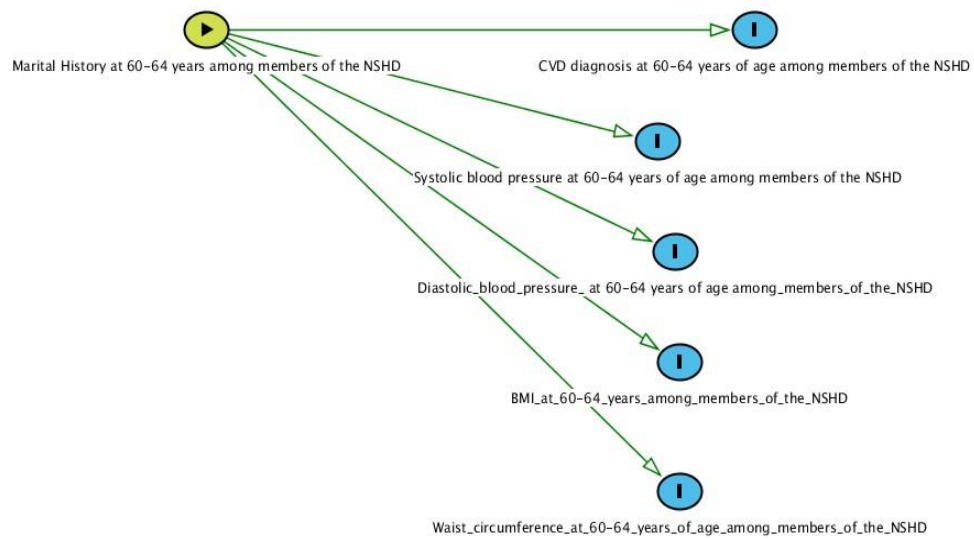 Marital History at 60-64 years among members of the NSHD
CVD diagnosis at 60-64 years of age among members of the NSHD
Systolic blood pressure at 60-64 years of age among members of the NSHD
Diastolic_blood_pressure_ at 60-64 years of age among_members_of_the_NSHD
BMI_at_60-64_years_among_members_of_the_NSHD
Waist_circumference_at_60-64_years_of_age_among_members_of_the_NSHD